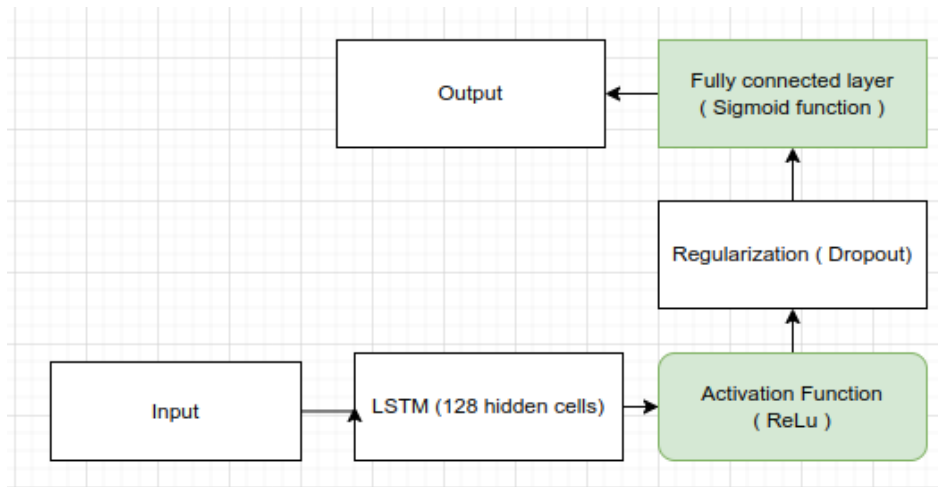 Output
Fully connected layer
( Sigmoid function )
Regularization ( Dropout)
Input
LSTM (128 hidden cells)
Activation Function
( ReLu )